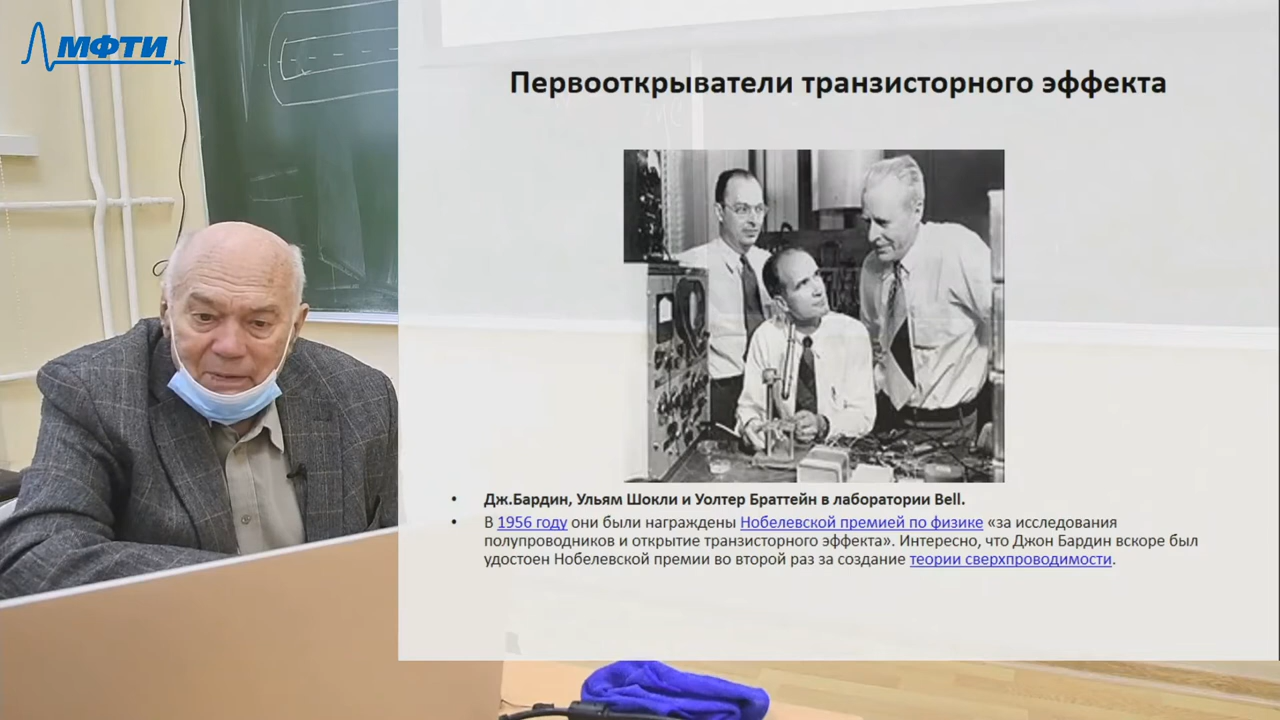 МФТИ
Первооткрыватели транзисторного эффекта
• Дж.Бардин, Ульям Шокли и Уолтер Браттейн в лаборатории Bell.
• В 1956 году они были награждены Нобелевской премией по физике «за исследования
полупроводников и открытие транзисторного эффекта». Интересно, что Джон Бардин вскоре был
удостоен Нобелевской премии во второй раз за создание теории сверхпроводимости.